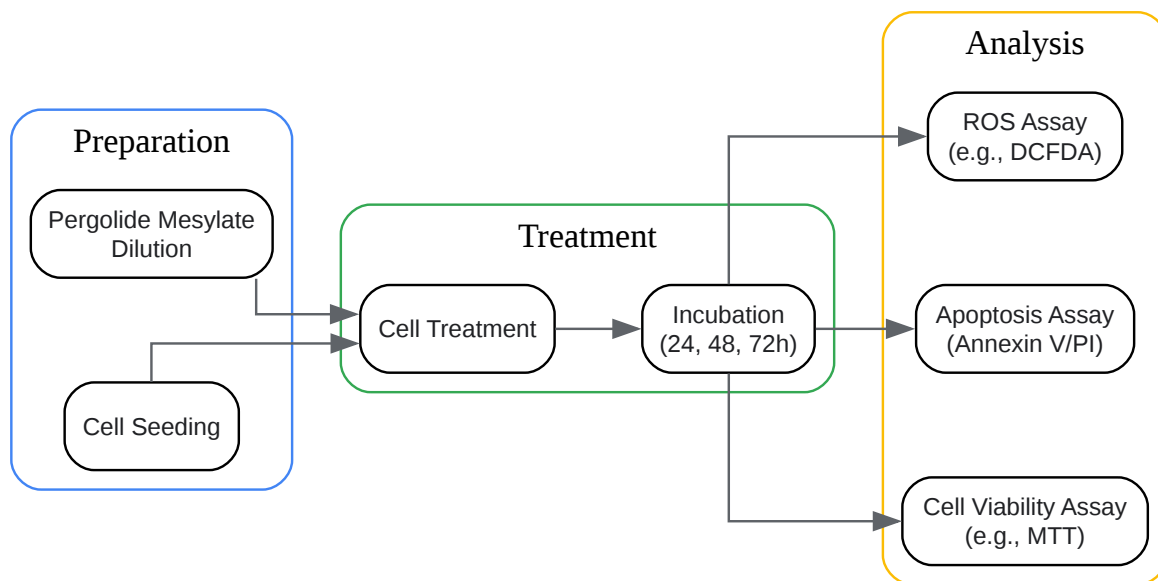 Preparation
Pergolide Mesylate
Dilution
Cell Seeding
Treatment
Cell Treatment
Incubation
(24, 48, 72h)
Analysis
ROS Assay
(e.g., DCFDA)
Apoptosis Assay
(Annexin V/PI)
Cell Viability Assay
(e.g., MTT)